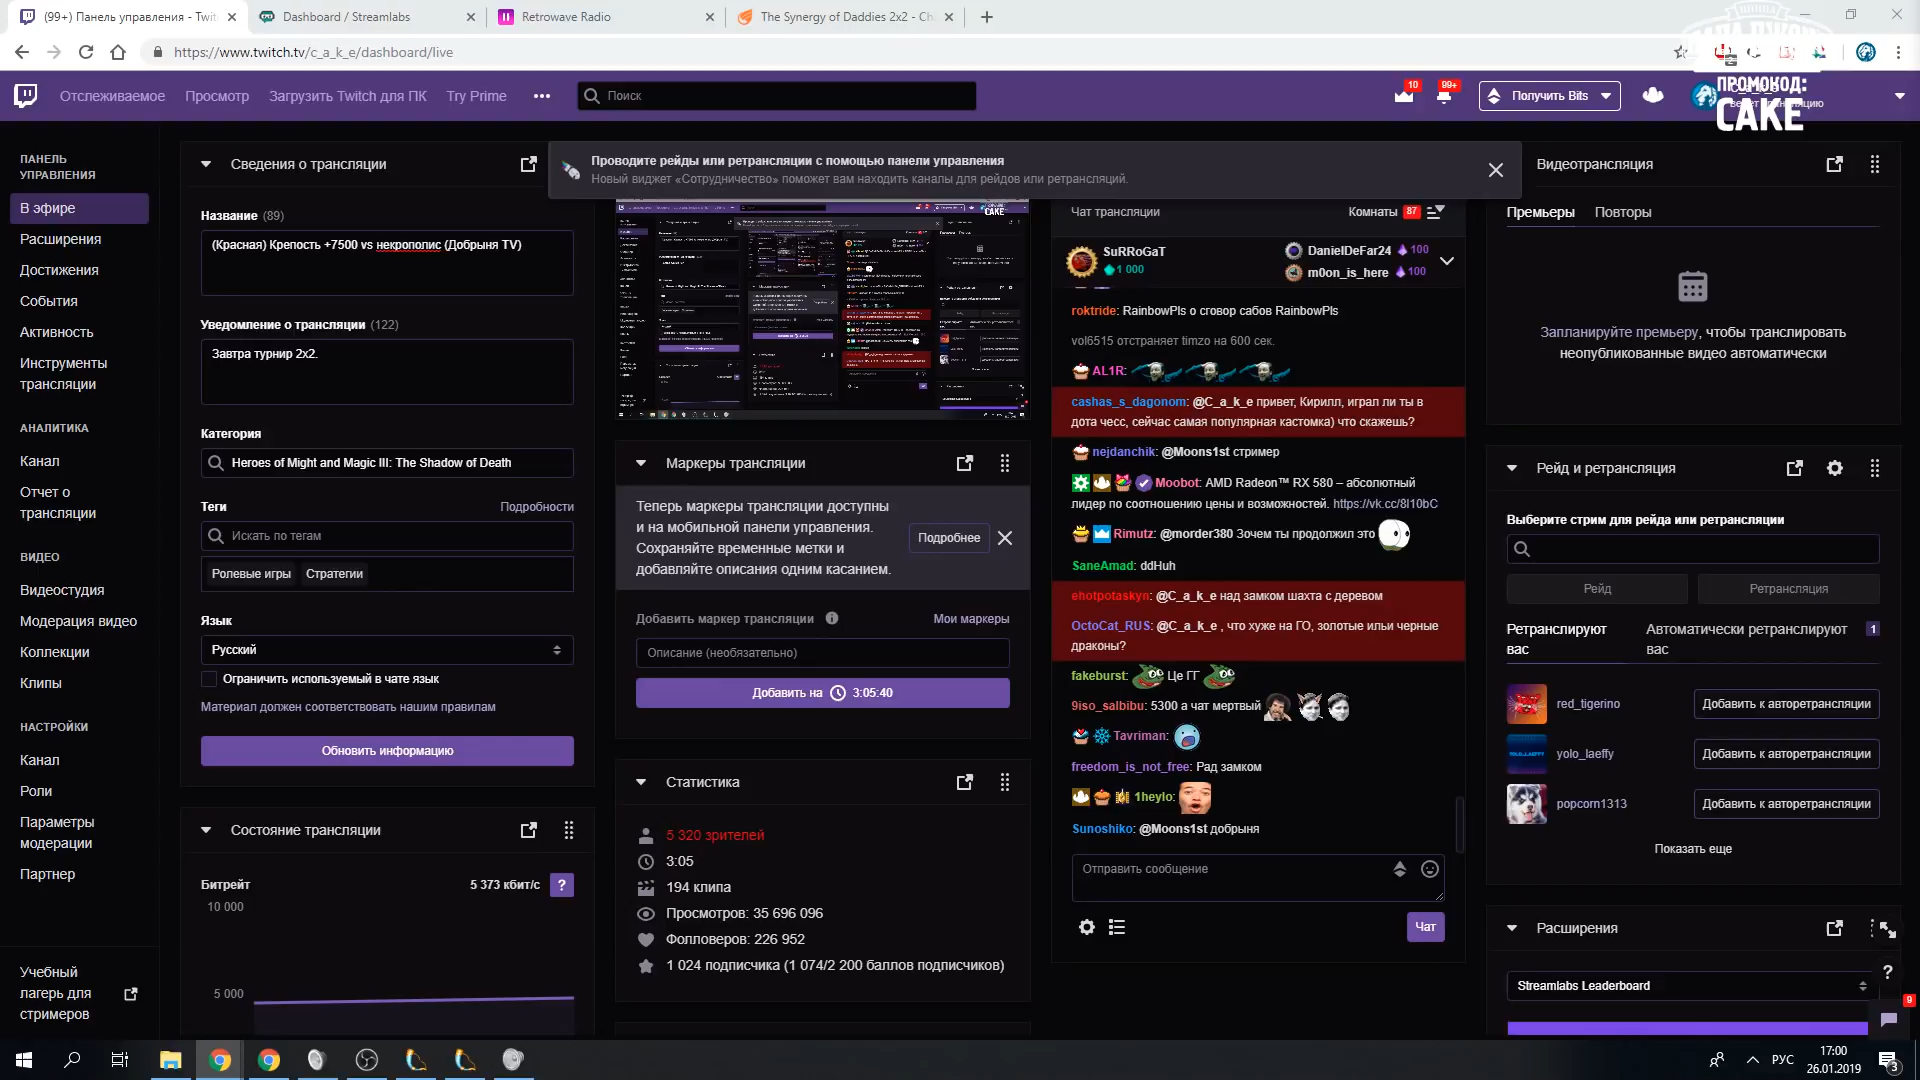 (99+) Панель управления - Twit
Dashboard / Streamlabs
Retrowave Radio
The Synergy of Daddies 2x2 - Ch
https://www.twitch.tv/c_a_k_e/dashboard/live
ПРОМОКОД:
CAKE
Отслеживаемое
Просмотр
Загрузить Twitch для ПК
Try Prime
Поиск
10
99+
Получить Bits
ПАНЕЛЬ УПРАВЛЕНИЯ
В эфире
Расширения
Достижения
События
Активность
Инструменты трансляции
АНАЛИТИКА
Канал
Отчет о трансляции
ВИДЕО
Видеостудия
Модерация видео
Коллекции
Клипы
НАСТРОЙКИ
Канал
Роли
Параметры модерации
Партнер
Учебный лагерь для стримеров
Сведения о трансляции
Название (89)
(Красная) Крепость +7500 vs некрополис (Добрыня TV)
Уведомление о трансляции (122)
Завтра турнир 2x2.
Категория
Heroes of Might and Magic III: The Shadow of Death
Теги
Подробности
Искать по тегам
Ролевые игры
Стратегии
Язык
Русский
Ограничить используемый в чате язык
Материал должен соответствовать нашим правилам
Обновить информацию
Состояние трансляции
Битрейт
5 373 кбит/с
?
10 000
5 000
Проводите рейды или ретрансляции с помощью панели управления
Новый виджет «Сотрудничество» поможет вам находить каналы для рейдов или ретрансляций.
Маркеры трансляции
Теперь маркеры трансляции доступны
и на мобильной панели управления.
Сохраняйте временные метки и
добавляйте описания одним касанием.
Подробнее
Добавить маркер трансляции
Мои маркеры
Описание (необязательно)
Добавить на 3:05:40
Статистика
5 320 зрителей
3:05
194 клипа
Просмотров: 35 696 096
Фолловеров: 226 952
1 024 подписчика (1 074/2 200 баллов подписчиков)
Чат трансляции
Комнаты 87
SuRRoGaT
1 000
DanielDeFar24 100
m0on_is_here 100
roktride: RainbowPls о сговор сабов RainbowPls
vol6515 отстраняет timzo на 600 сек.
AL1R:
cashas_s_dagonom: @C_a_k_e привет, Кирилл, играл ли ты в
дота чесс, сейчас самая популярная кастомка) что скажешь?
nejdanchik: @Moons1st стример
Moobot: AMD Radeon™ RX 580 – абсолютный
лидер по соотношению цены и возможностей. https://vk.cc/8l10bC
Rimutz: @morder380 Зочем ты продолжил это
SaneAmad: ddHuh
ehotpotaskyn: @C_a_k_e над замком шахта с деревом
OctoCat_RUS: @C_a_k_e , что хуже на ГО, золотые ильи черные
драконы?
fakeburst: Це ГГ
9iso_salbibu: 5300 а чат мертвый
Tavriman:
freedom_is_not_free: Рад замком
1heylo:
Sunoshiko: @Moons1st добрыня
Отправить сообщение
Чат
Видеотрансляция
Премьеры
Повторы
Запланируйте премьеру, чтобы транслировать
неопубликованные видео автоматически
Рейд и ретрансляция
Выберите стрим для рейда или ретрансляции
Рейд
Ретрансляция
Ретранслируют вас
Автоматически ретранслируют вас
1
red_tigerino
Добавить к авторетрансляции
yolo_laeffy
Добавить к авторетрансляции
popcorn1313
Добавить к авторетрансляции
Показать еще
Расширения
Streamlabs Leaderboard
?
9
РУС
17:00
26.01.2019
3